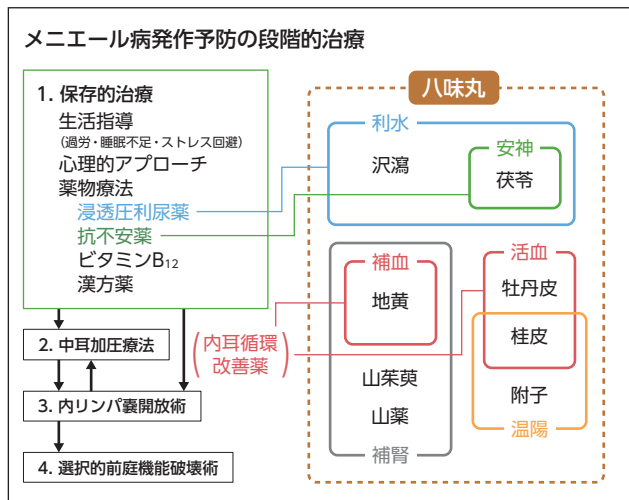 メニエール病発作予防の段階的治療
1. 保存的治療
生活指導
(過労・睡眠不足・ストレス回避)
心理的アプローチ
薬物療法
浸透圧利尿薬
抗不安薬
ビタミンB₁₂
漢方薬
2. 中耳加圧療法
3. 内リンパ嚢開放術
4. 選択的前庭機能破壊術
(内耳循環
改善薬)
八味丸
利水
沢瀉
安神
茯苓
補血
地黄
山茱萸
山薬
補腎
活血
牡丹皮
桂皮
附子
温陽